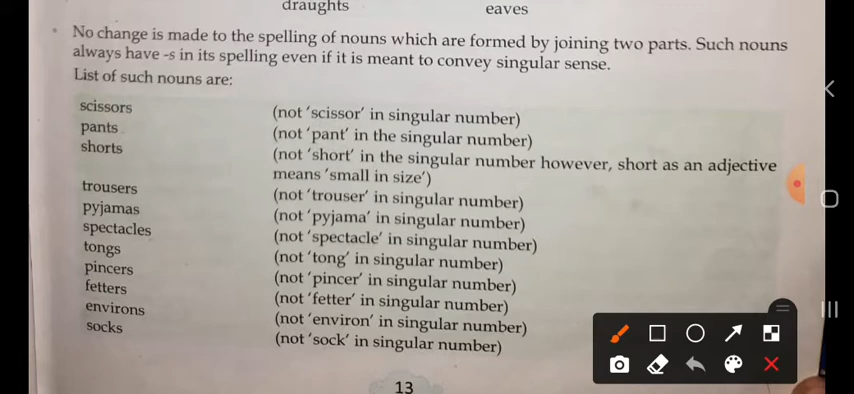 draughts eaves
• No change is made to the spelling of nouns which are formed by joining two parts. Such nouns
always have -s in its spelling even if it is meant to convey singular sense.
List of such nouns are:
scissors (not 'scissor' in singular number)
pants (not 'pant' in the singular number)
shorts (not 'short' in the singular number however, short as an adjective
means 'small in size')
trousers (not 'trouser' in singular number)
pyjamas (not 'pyjama' in singular number)
spectacles (not 'spectacle' in singular number)
tongs (not 'tong' in singular number)
pincers (not 'pincer' in singular number)
fetters (not 'fetter' in singular number)
environs (not 'environ' in singular number)
socks (not 'sock' in singular number)
13